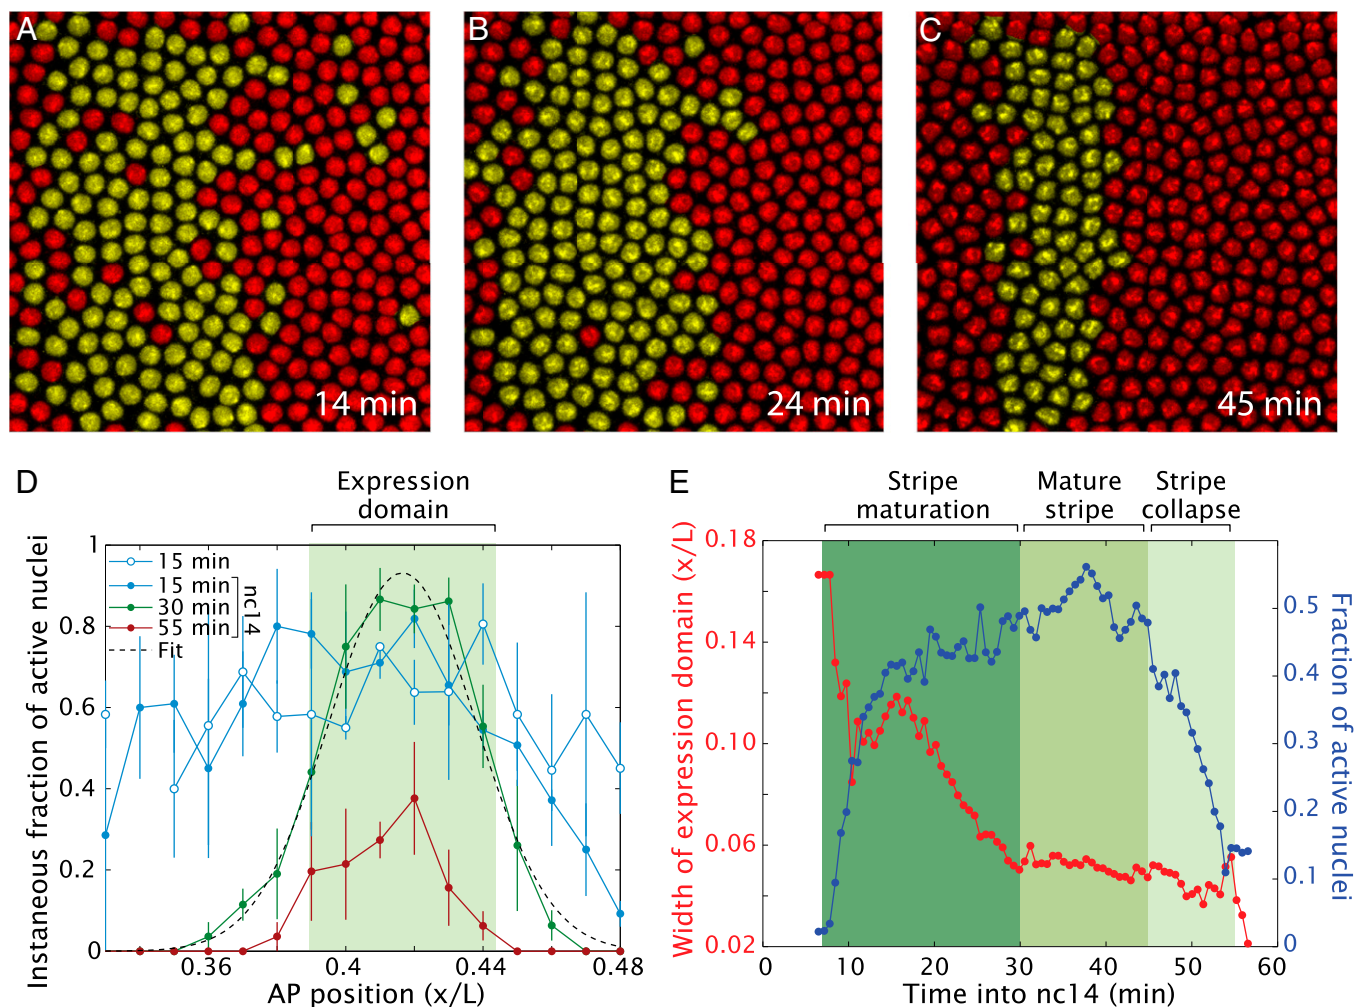 A
14 min
B
24 min
C
45 min
D
Expression
domain
Instaneous fraction of active nuclei
1
0.8
0.6
0.4
0.2
0
15 min
15 min
30 min
55 min
nc14
Fit
0.36
0.4
0.44
0.48
AP position (x/L)
E
Stripe
maturation
Mature
stripe
Stripe
collapse
Width of expression domain (x/L)
0.18
0.14
0.10
0.06
0.02
0.5
0.4
0.3
0.2
0.1
0
Fraction of active nuclei
0
10
20
30
40
50
60
Time into nc14 (min)